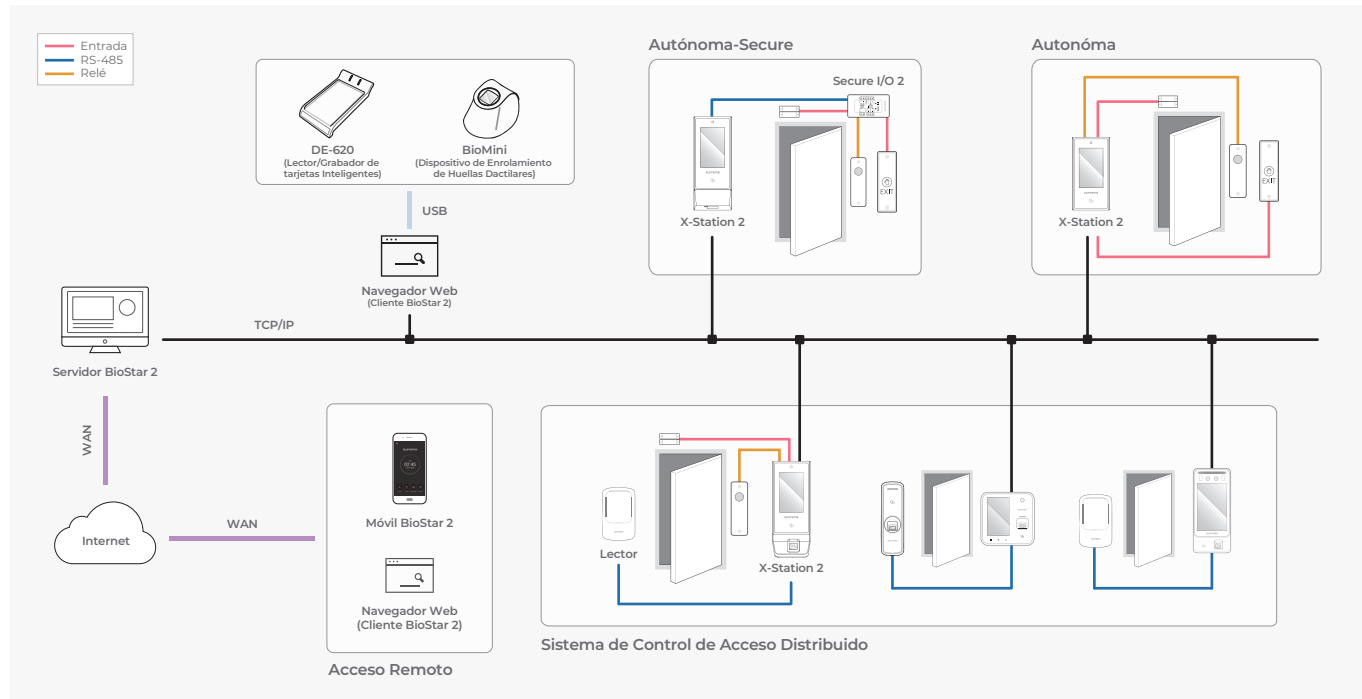 Entrada
RS-485
Relé
DE-620
(Lector/Grabador de
tarjetas Inteligentes)
BioMini
(Dispositivo de Enrolamiento
de Huellas Dactilares)
USB
Navegador Web
(Cliente BioStar 2)
Autónoma-Secure
Secure I/O 2
X-Station 2
EXIT
Autonóma
X-Station 2
EXIT
TCP/IP
Servidor BioStar 2
WAN
Internet
WAN
02:45
Móvil BioStar 2
Navegador Web
(Cliente BioStar 2)
Acceso Remoto
Lector
X-Station 2
Sistema de Control de Acceso Distribuido